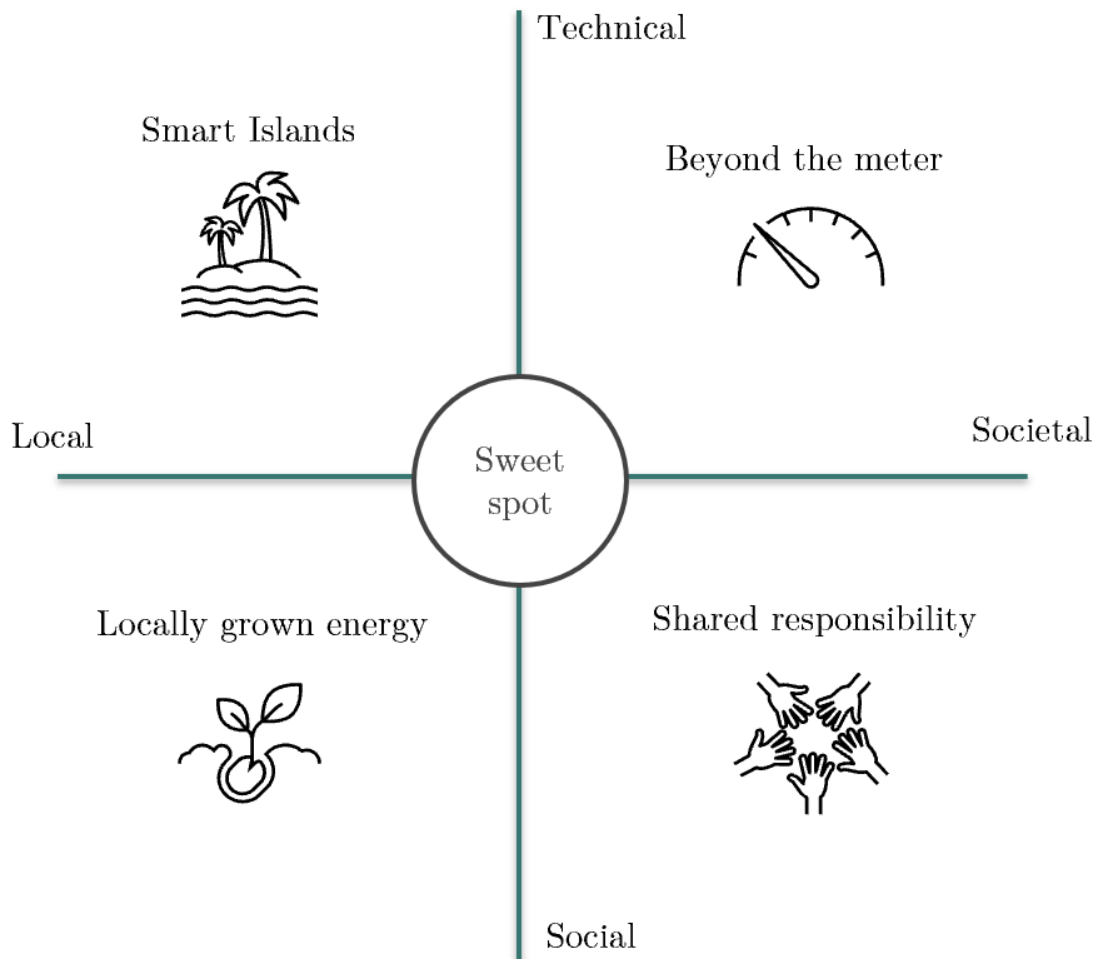 Technical
Smart Islands
Beyond the meter
Local
Societal
Sweet
spot
Locally grown energy
Shared responsibility
Social